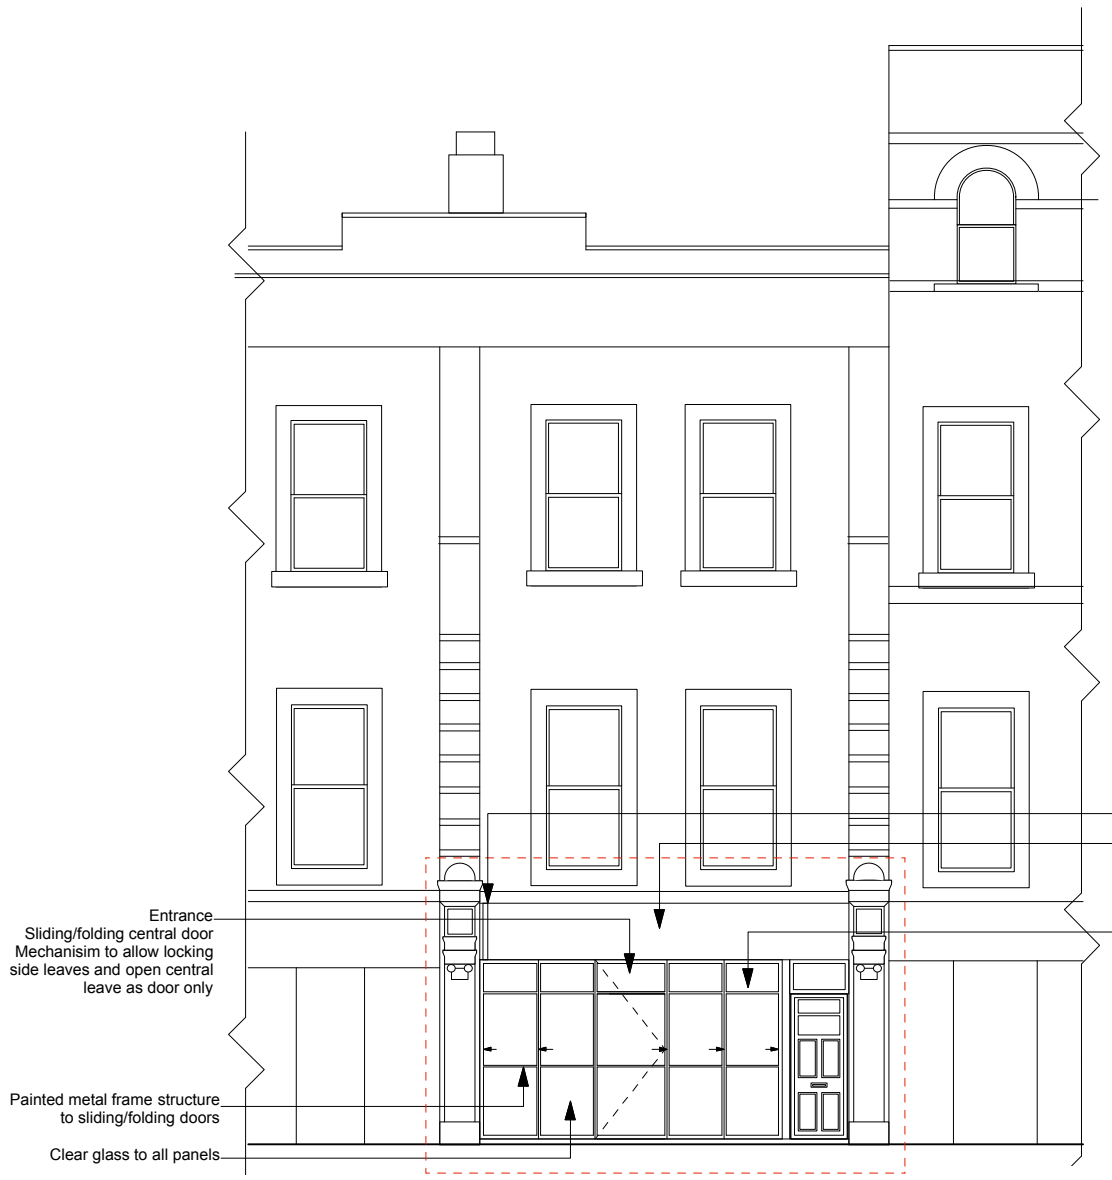 Entrance
Sliding/folding central door
Mechanisim to allow locking
side leaves and open central
leave as door only
Painted metal frame structure
to sliding/folding doors
Clear glass to all panels